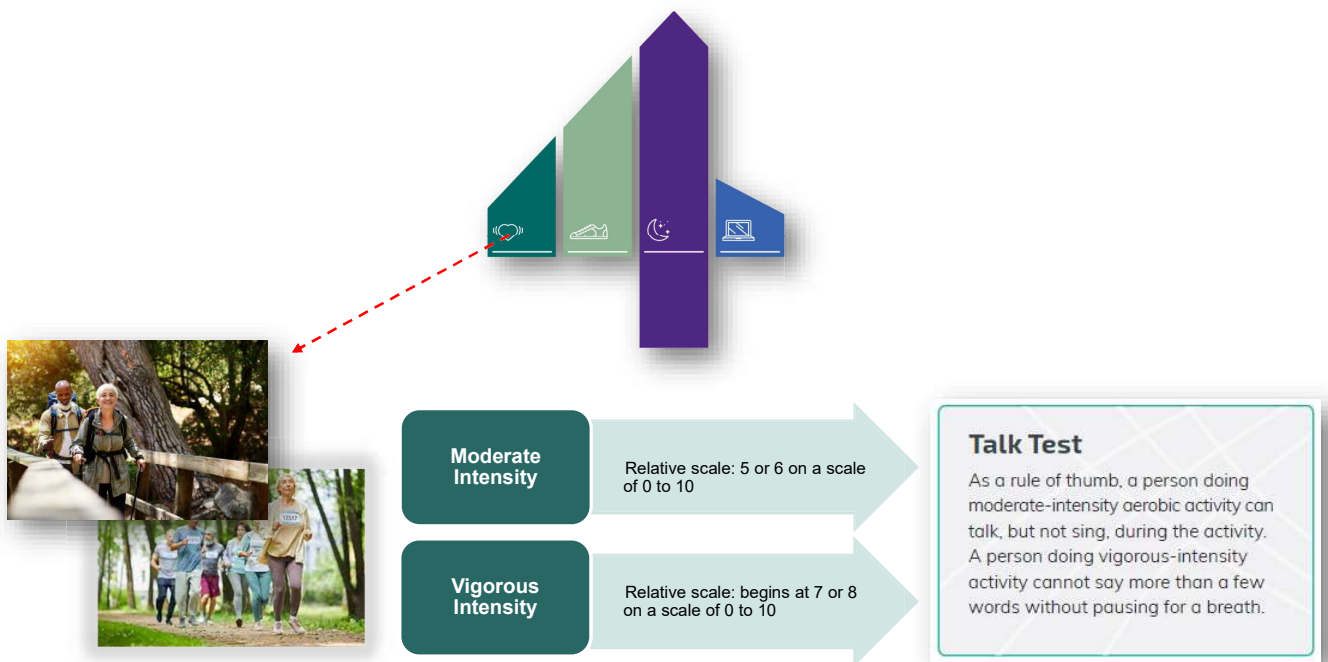 Moderate
Intensity
Relative scale: 5 or 6 on a scale
of 0 to 10
Vigorous
Intensity
Relative scale: begins at 7 or 8
on a scale of 0 to 10
Talk Test
As a rule of thumb, a person doing
moderate-intensity aerobic activity can
talk, but not sing, during the activity.
A person doing vigorous-intensity
activity cannot say more than a few
words without pausing for a breath.